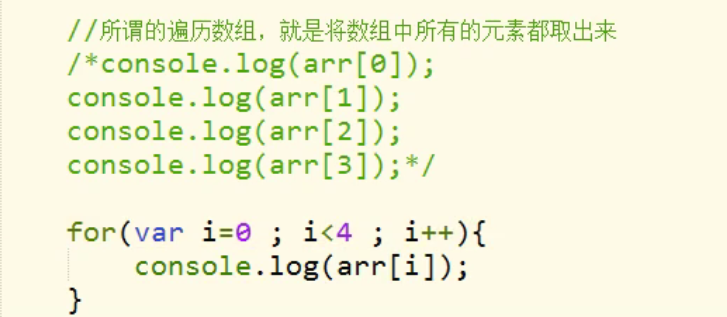 //所谓的遍历数组，就是将数组中所有的元素都取出来
/*console.log(arr[0]);
console.log(arr[1]);
console.log(arr[2]);
console.log(arr[3]);*/
for(var i=0 ; i<4 ; i++){
console.log(arr[i]);
}